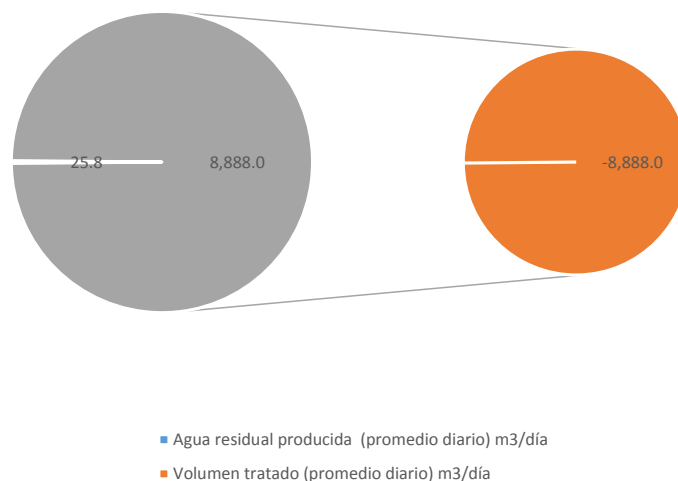 25.8
8,888.0
-8,888.0
Agua residual producida (promedio diario) m3/día
Volumen tratado (promedio diario) m3/día